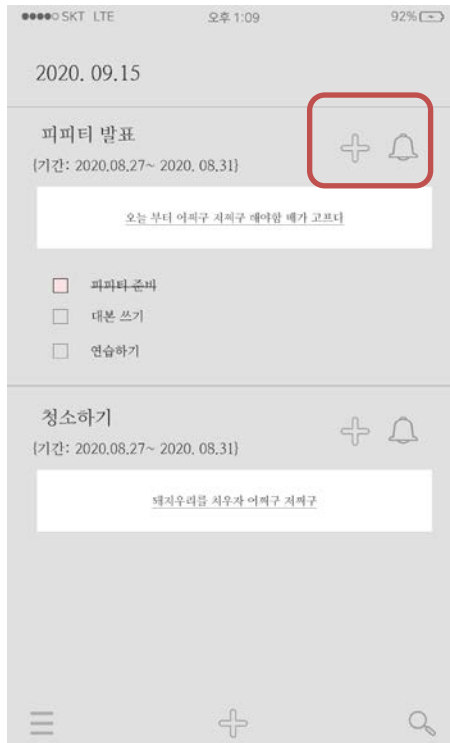 SKT LTE 오후 1:09 92%
2020. 09.15
피피티 발표
{기간: 2020.08.27~ 2020. 08.31}
오늘 부터 어찌구 저찌구 해야함 배가 고프다
피피티 준비
대본 쓰기
연습하기
청소하기
{기간: 2020.08.27~ 2020. 08.31}
돼지우리를 치우자 어쩌구 저쩌구